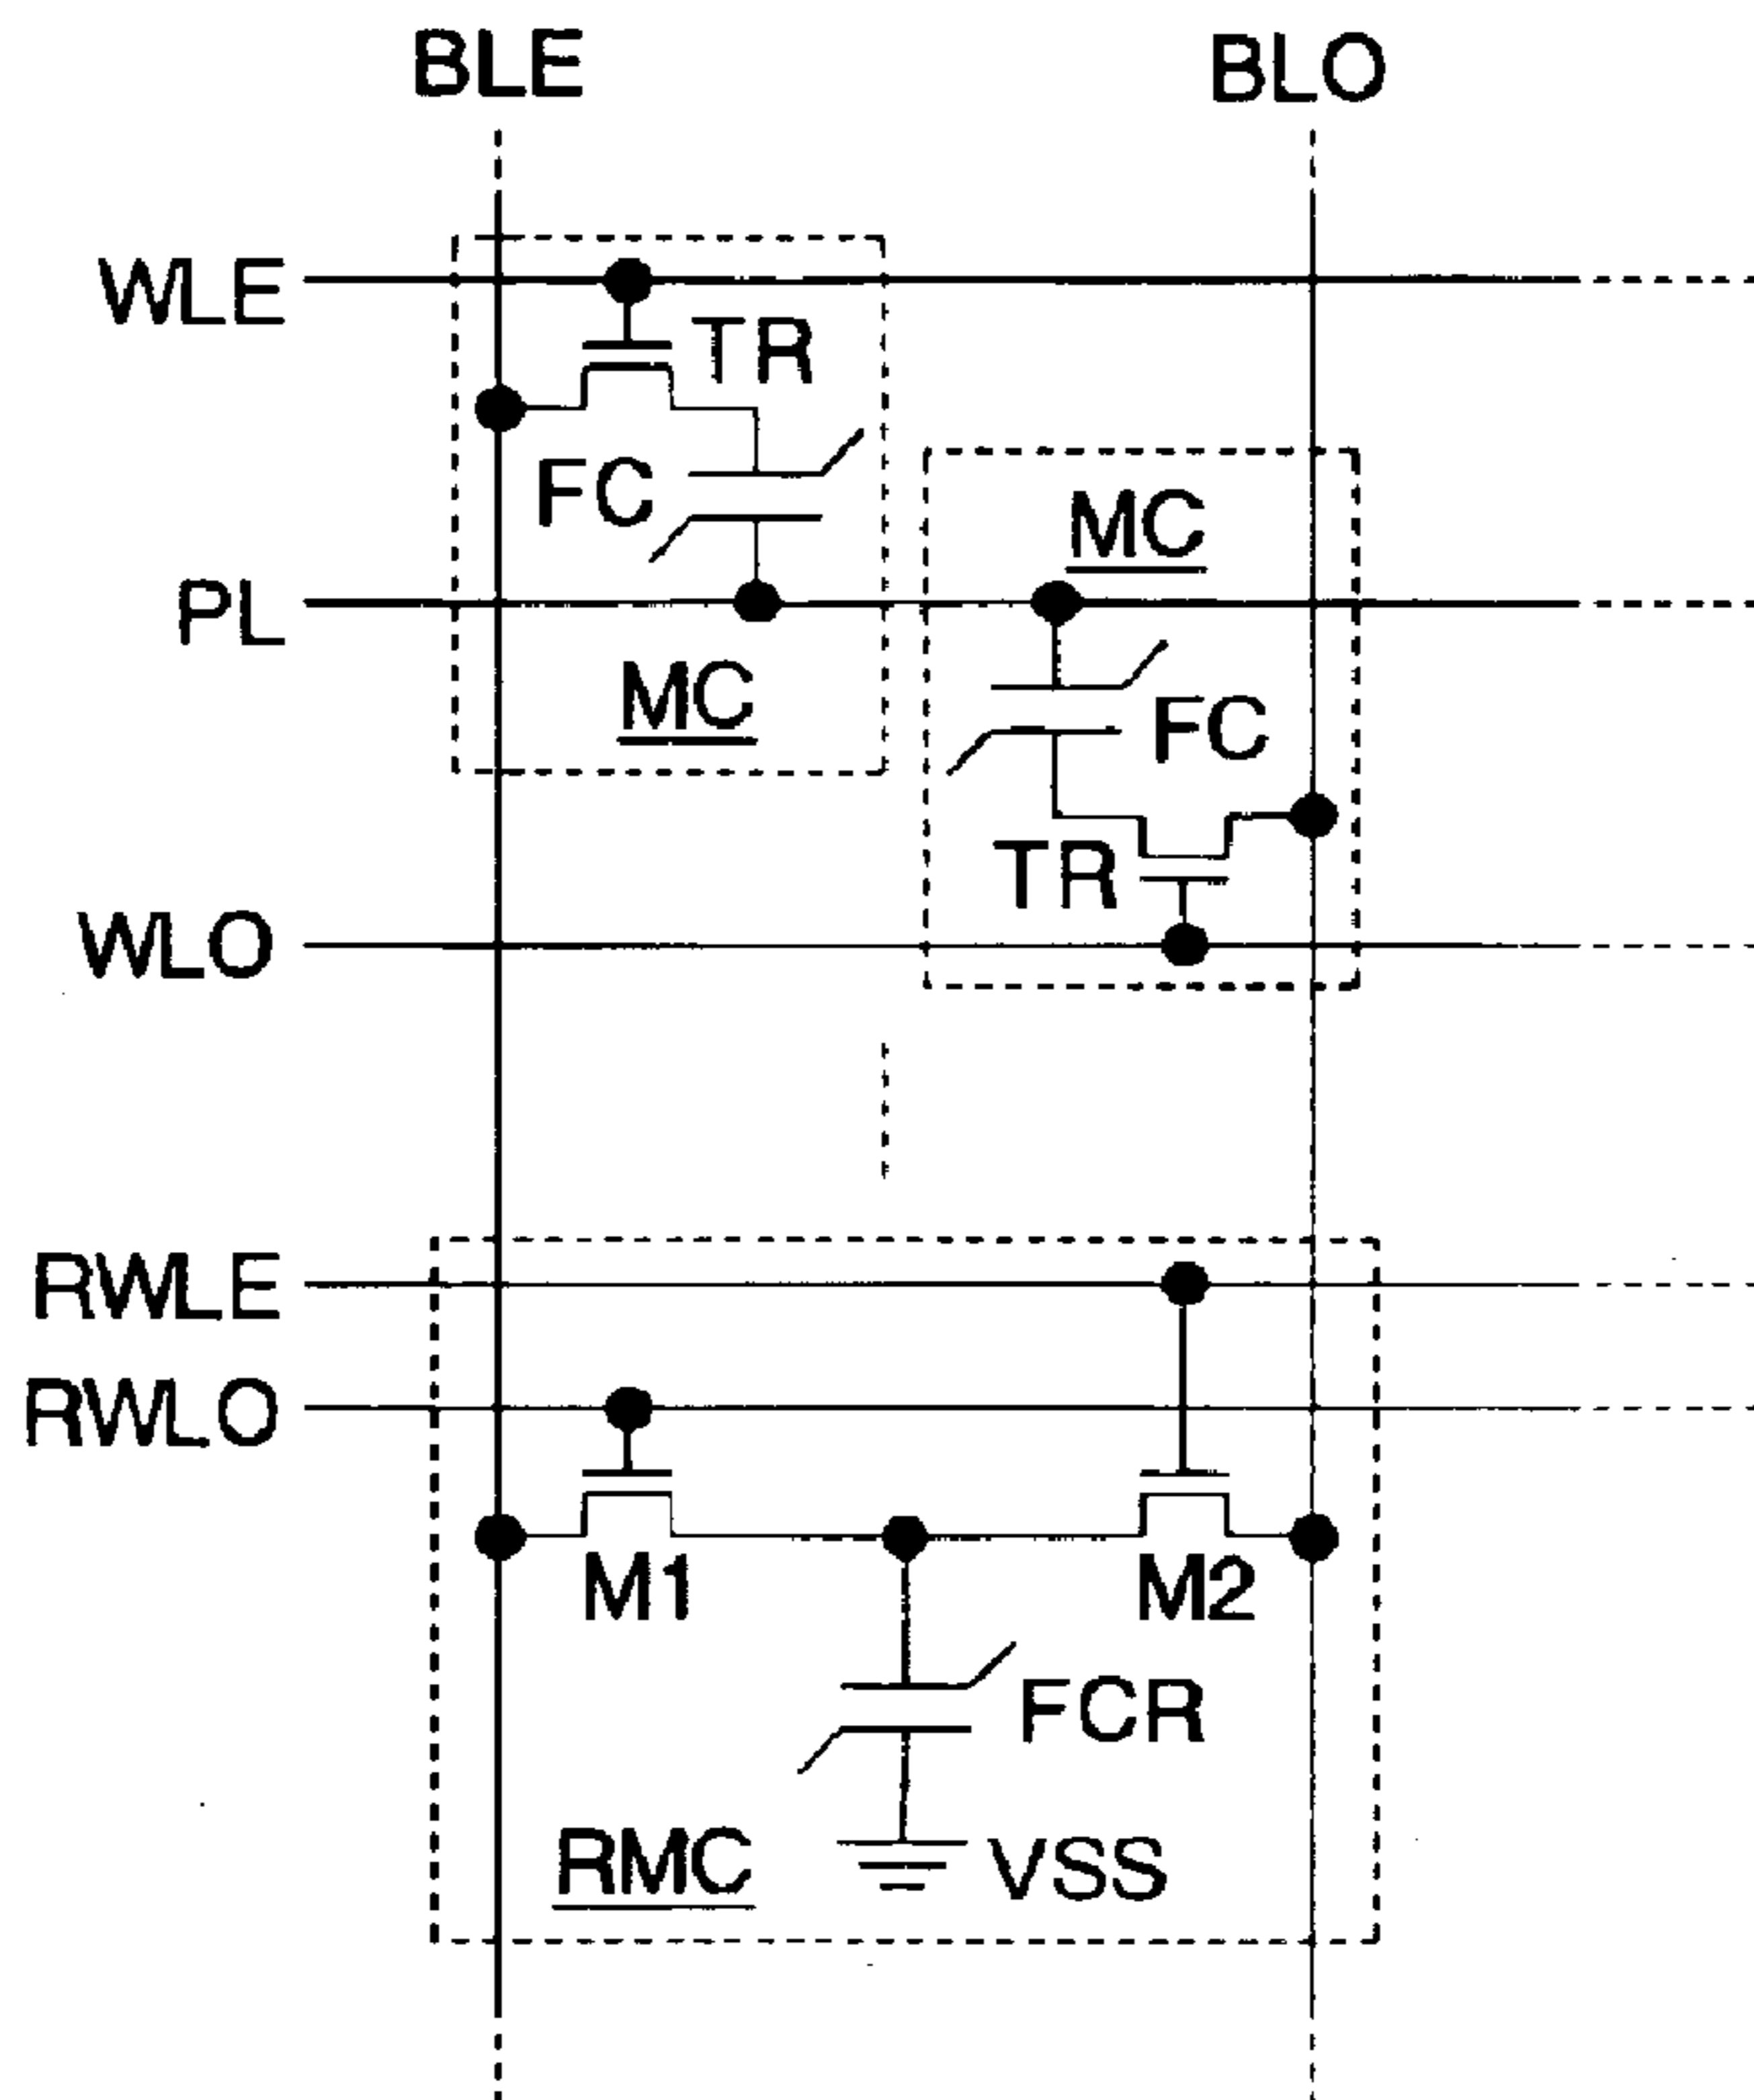 BLE BLO
WLE
TR
FC
MC
PL
MC
FC
TR
WLO
RWLE
RWLO
M1 M2
FCR
RMC VSS